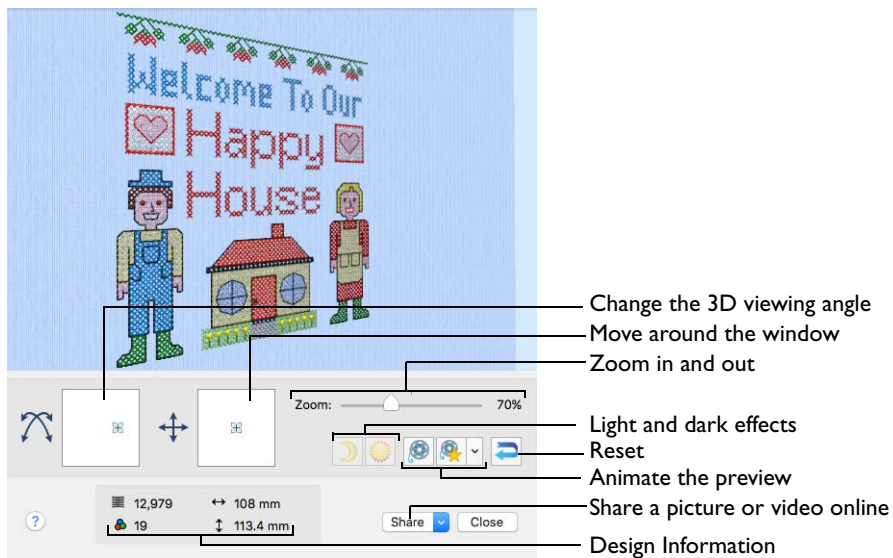 Welcome To Our
Happy
House
Change the 3D viewing angle
Move around the window
Zoom in and out
Zoom:
70%
Light and dark effects
Reset
Animate the preview
Share a picture or video online
12,979
108 mm
?
19
113.4 mm
Share
Close
Design Information